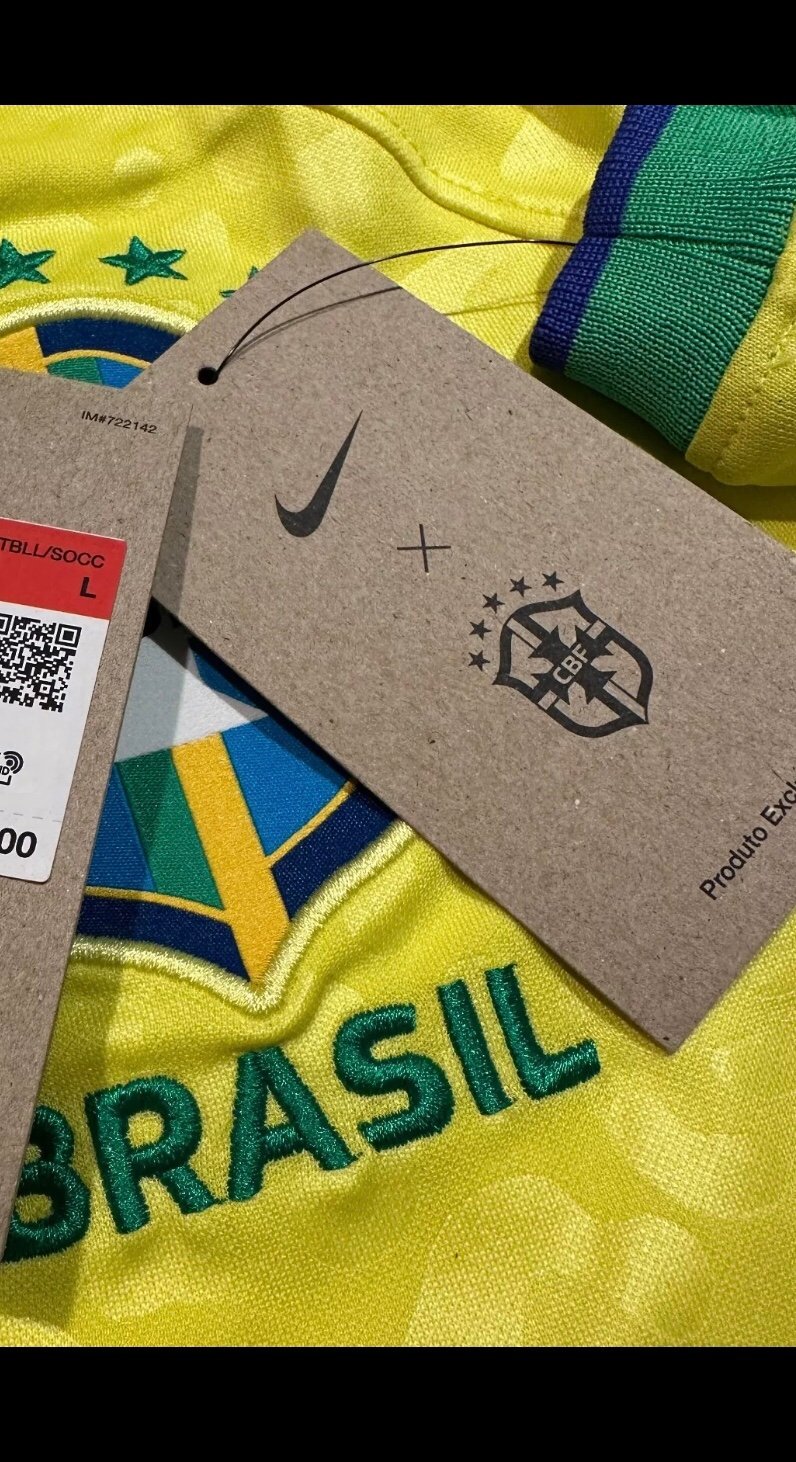 IM#722142
TBLL/SOCC
L
00
CBF
Produto Excl
BRASIL